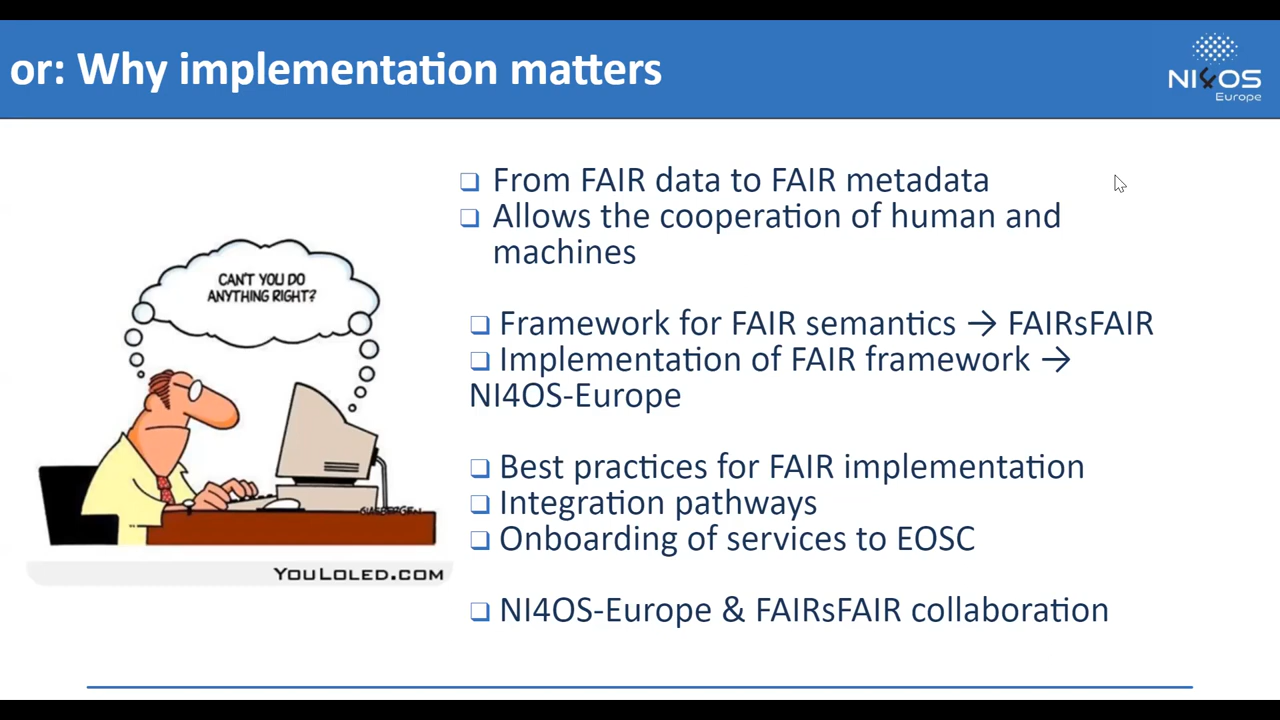 or: Why implementation matters
NI4OS
Europe
❑ From FAIR data to FAIR metadata
❑ Allows the cooperation of human and
machines
CAN'T YOU DO
ANYTHING RIGHT?
❑ Framework for FAIR semantics → FAIRsFAIR
❑ Implementation of FAIR framework →
NI4OS-Europe
❑ Best practices for FAIR implementation
❑ Integration pathways
❑ Onboarding of services to EOSC
GLASBERGEN
YOULOLED.COM
❑ NI4OS-Europe & FAIRsFAIR collaboration